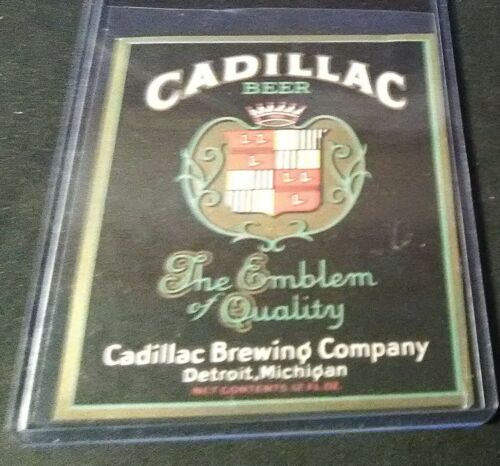 CADILLAC
BEER
The Emblem
of Quality
Cadillac Brewing Company
Detroit, Michigan
NET CONTENTS 12 FL. OZ.